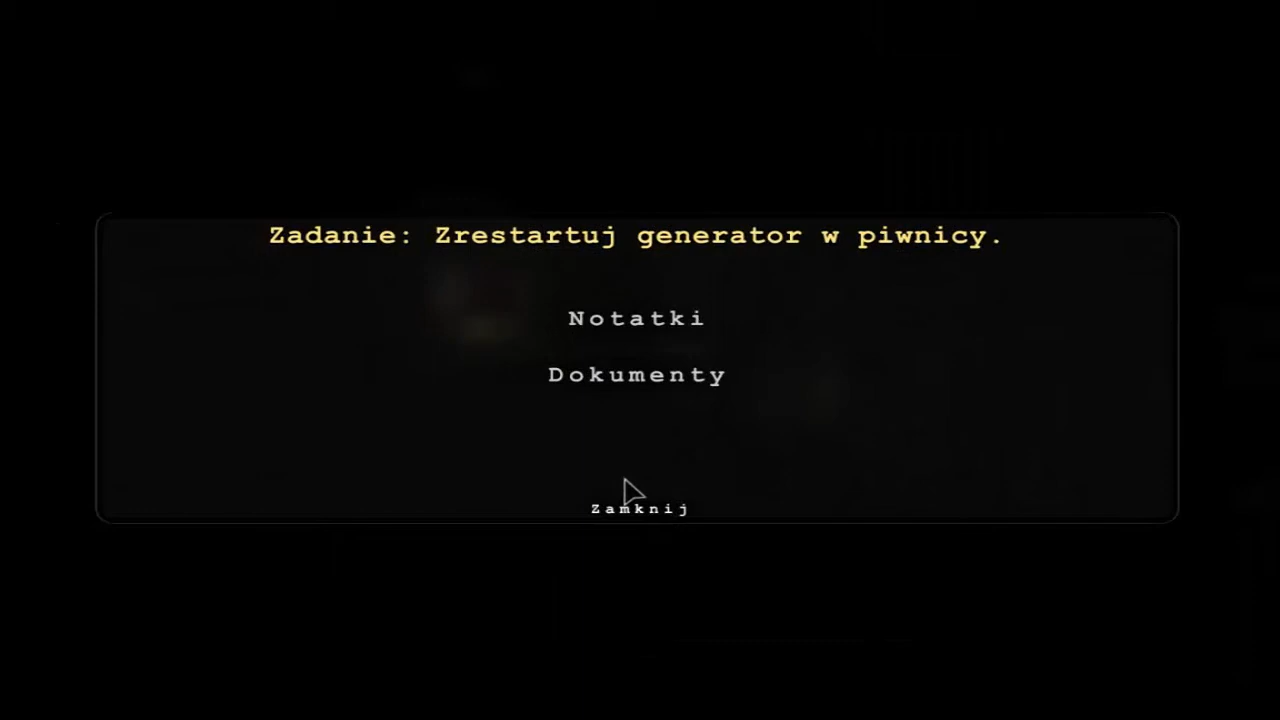 Zadanie: Zrestartuj generator w piwnicy.
Notatki
Dokumenty
Zamknij